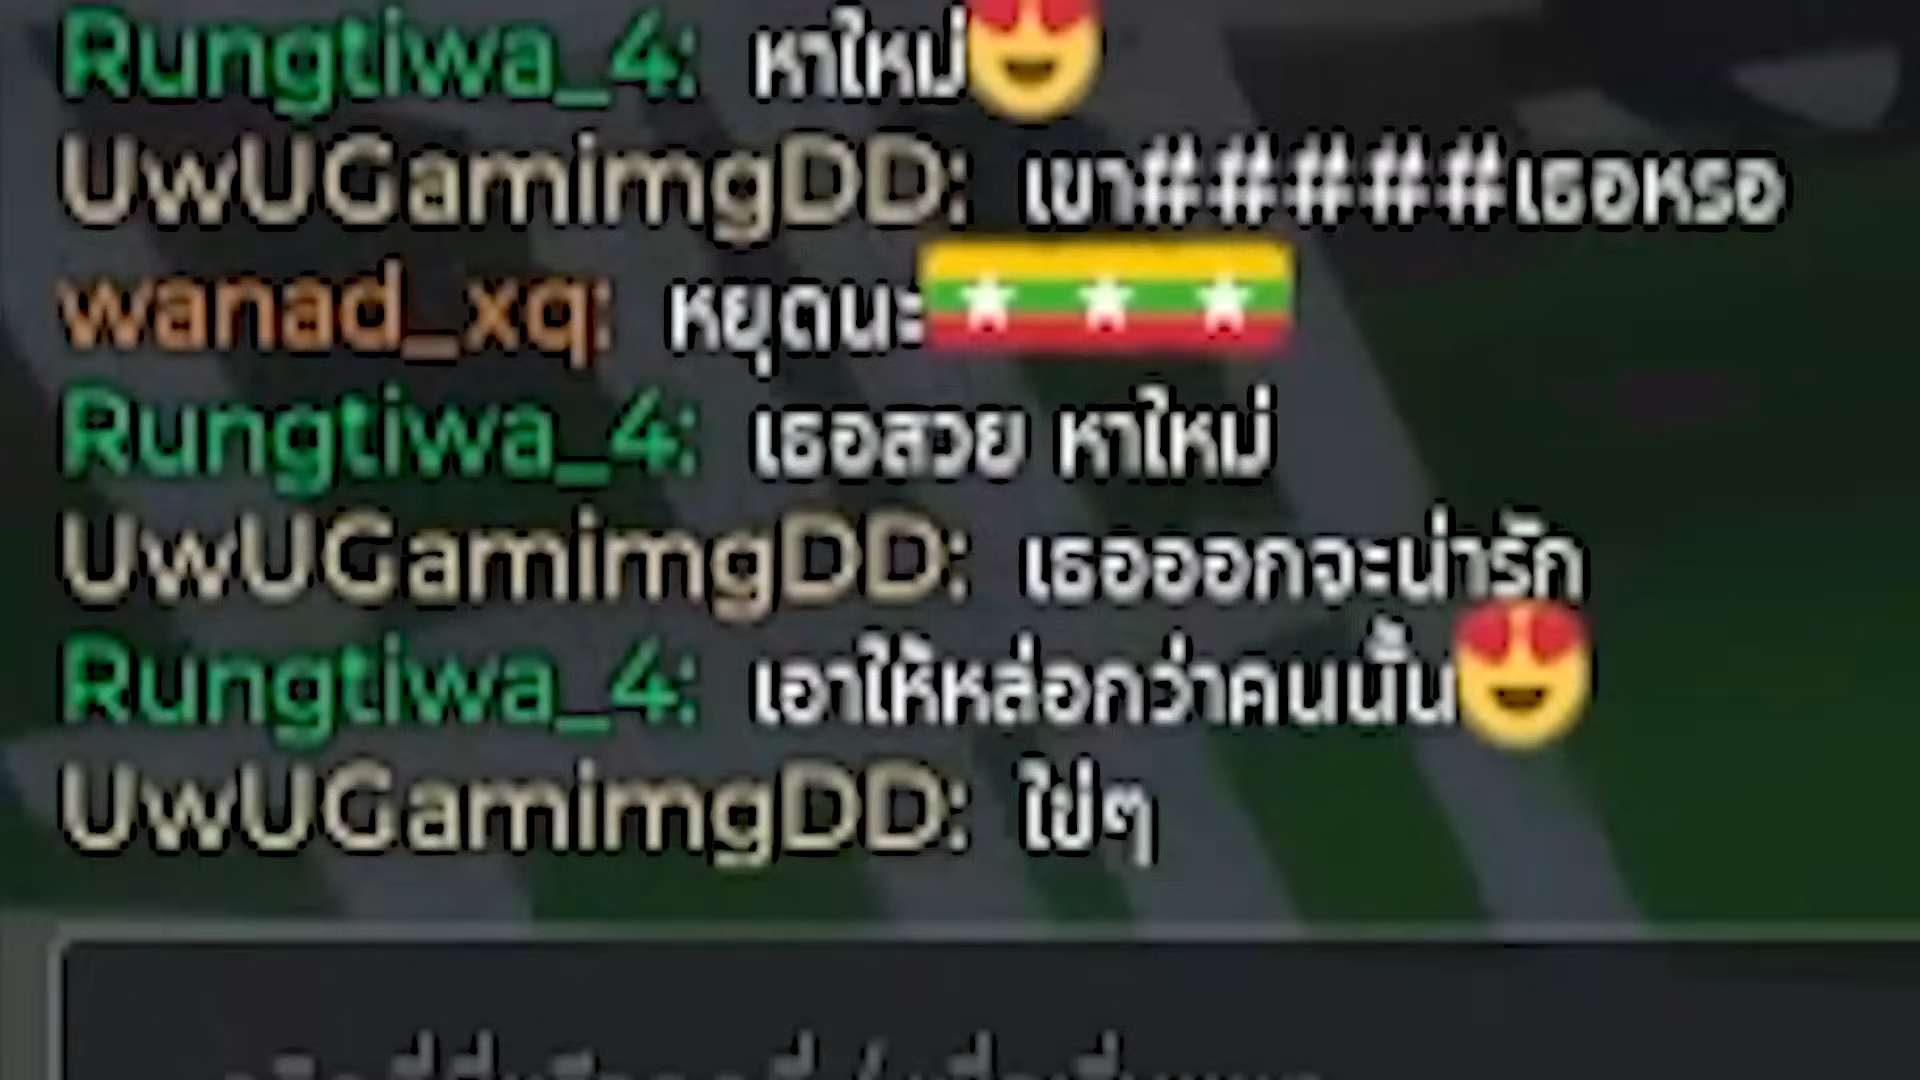 Rungtiwa_4: หาใหม่😍
UwUGamimgDD: เขา#####เธอหรอ
wanad_xq: หยุดนะ
Rungtiwa_4: เธอสวย หาใหม่
UwUGamimgDD: เธอออกจะน่ารัก
Rungtiwa_4: เอาให้หล่อกว่าคนนั้น😍
UwUGamimgDD: ไข่ๆ